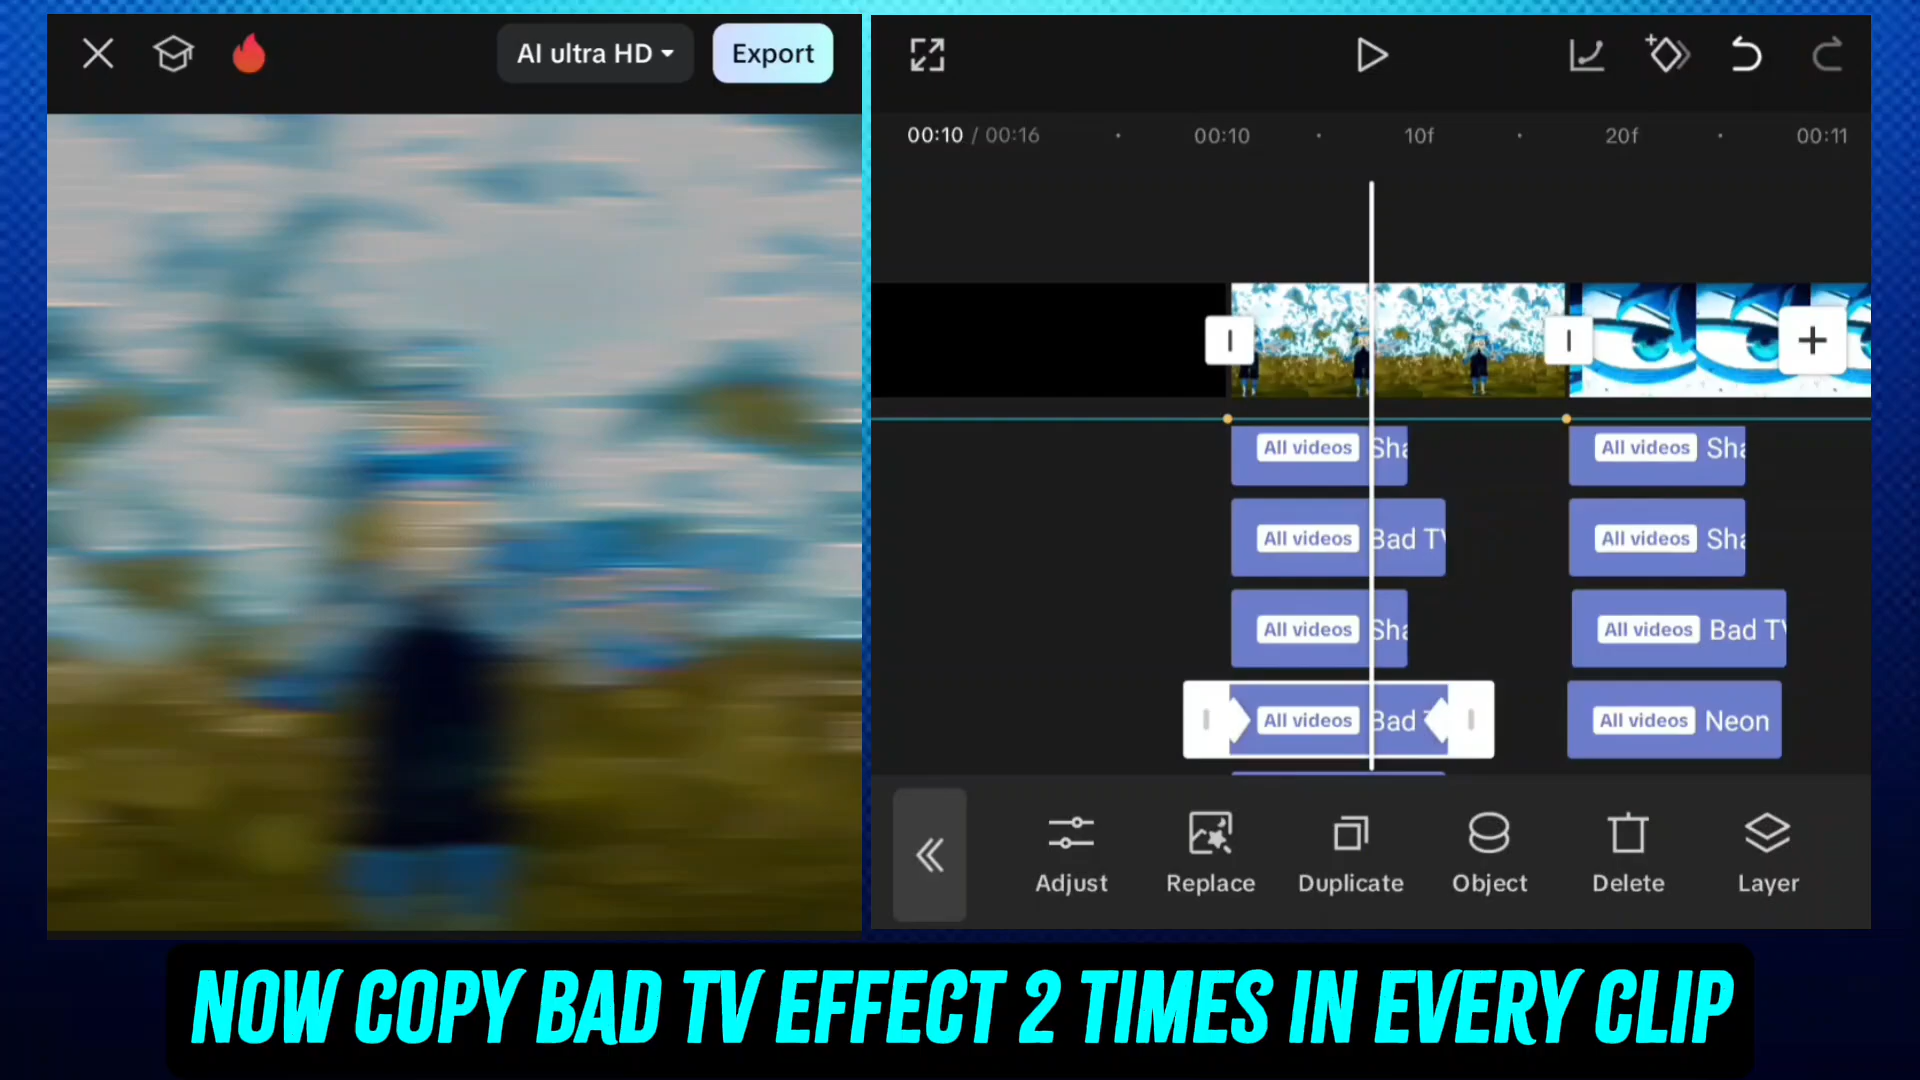 AI ultra HD
Export
00:10 / 00:16
00:10
10f
20f
00:11
All videos Sha
All videos Sha
All videos Bad TV
All videos Sha
All videos Sha
All videos Bad TV
All videos Bad
All videos Neon
Adjust
Replace
Duplicate
Object
Delete
Layer
NOW COPY BAD TV EFFECT 2 TIMES IN EVERY CLIP